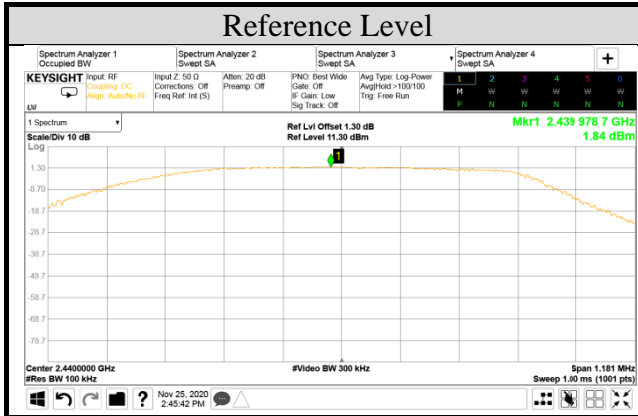 Reference Level
Spectrum Analyzer 1
Occupied BW
Spectrum Analyzer 2
Swept SA
Spectrum Analyzer 3
Swept SA
Spectrum Analyzer 4
Swept SA
+
KEYSIGHT
Input: RF
Coupling: DC
Align: Auto/No RF
Input Z: 50 Ω
Corrections: Off
Freq Ref: Int (S)
Atten: 20 dB
Preamp: Off
PNO: Best Wide
Gate: Off
IF Gain: Low
Sig Track: Off
Avg Type: Log-Power
Avg|Hold:>100/100
Trig: Free Run
1 2 3 4 5 6
M W W W W W
P N N N N N
LXI
1 Spectrum
Scale/Div 10 dB
Ref Lvl Offset 1.30 dB
Ref Level 11.30 dBm
Mkr1 2.439 978 7 GHz
1.84 dBm
Log
1
1.30
-8.70
-18.7
-28.7
-38.7
-48.7
-58.7
-68.7
-78.7
Center 2.4400000 GHz
#Res BW 100 kHz
#Video BW 300 kHz
Span 1.181 MHz
Sweep 1.00 ms (1001 pts)
?
Nov 25, 2020
2:45:42 PM